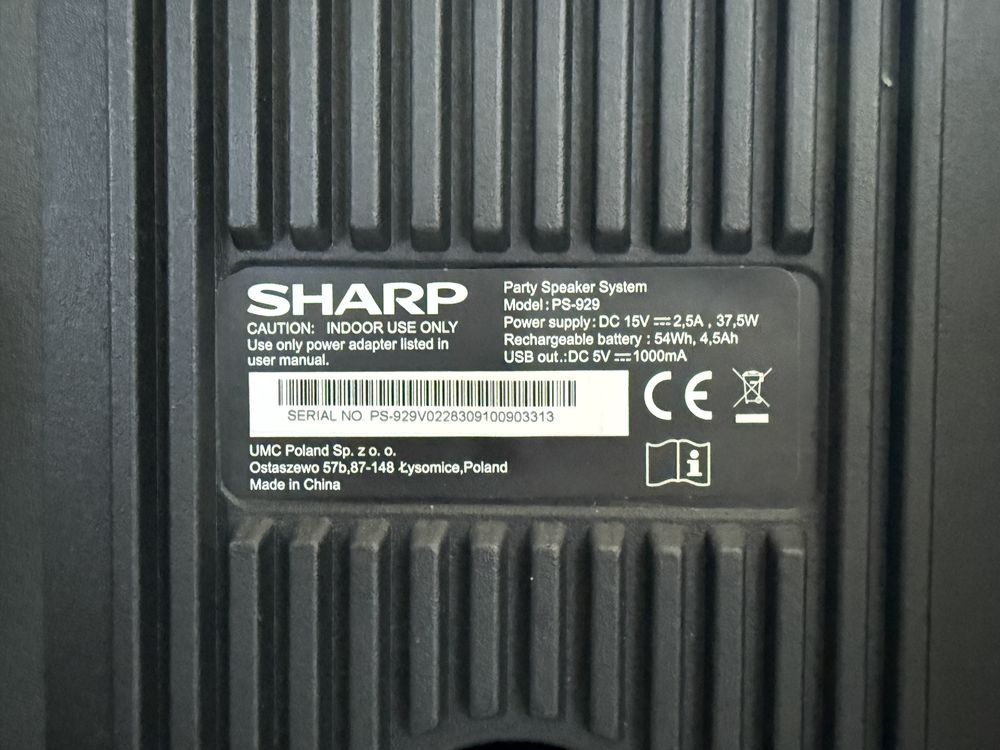 SHARP
CAUTION: INDOOR USE ONLY
Use only power adapter listed in
user manual.
Party Speaker System
Model : PS-929
Power supply : DC 15V ⎓ 2,5A , 37,5W
Rechargeable battery : 54Wh, 4,5Ah
USB out.:DC 5V ⎓ 1000mA
SERIAL NO PS-929V0228309100903313
CE
UMC Poland Sp. z o. o.
Ostaszewo 57b,87-148 Łysomice,Poland
Made in China
i